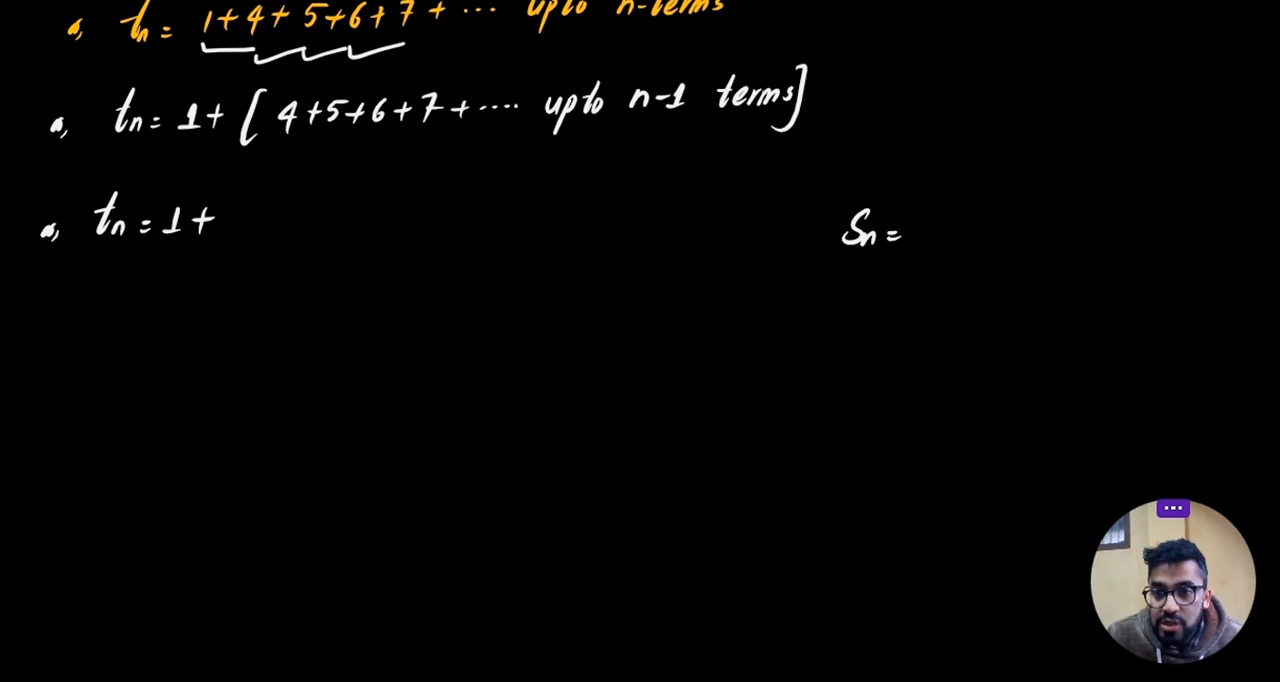 a, tn = 1+4+5+6+7+ ... upto n-terms
a, tn = 1+ [4+5+6+7+.... upto n-1 terms]
a, tn = 1+
Sn =